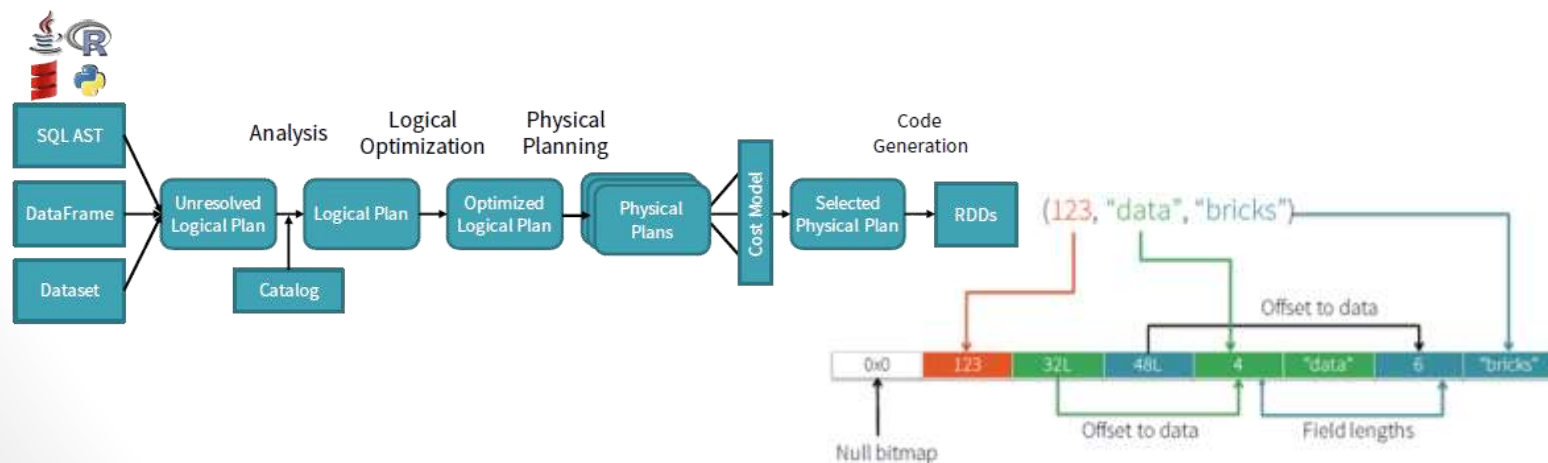 R
SQL AST
DataFrame
Dataset
Analysis
Logical
Optimization
Physical
Planning
Code
Generation
Unresolved
Logical Plan
Logical Plan
Optimized
Logical Plan
Physical
Plans
Cost Model
Selected
Physical Plan
RDDs
Catalog
(123, "data", "bricks")
Offset to data
0x0 123 32L 48L 4 "data" 6 "bricks"
Offset to data
Field lengths
Null bitmap